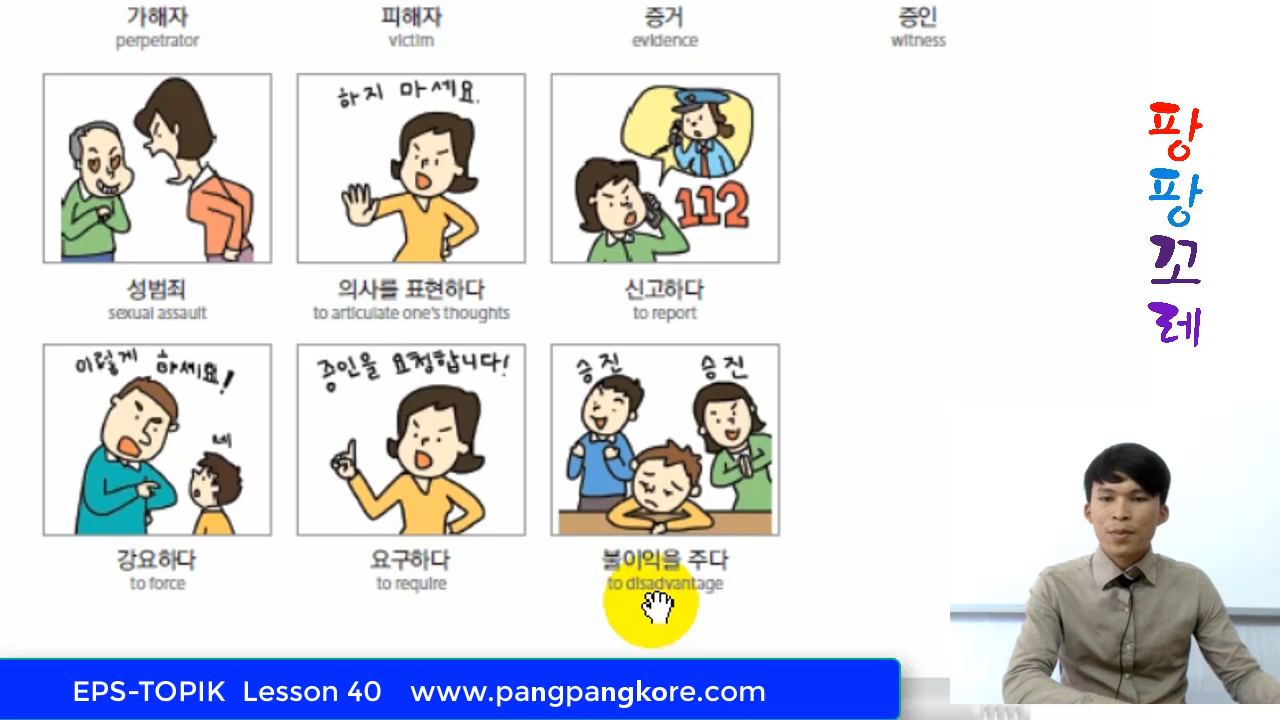 가해자 피해자 증거 증인
perpetrator victim evidence witness
하지 마세요.
112
성범죄 의사를 표현하다 신고하다
sexual assault to articulate one's thoughts to report
이렇게 하세요!
네
증인을 요청합니다!
승진 승진
강요하다 요구하다 불이익을 주다
to force to require to disadvantage
팡
팡
꼬
레
EPS-TOPIK Lesson 40 www.pangpangkore.com